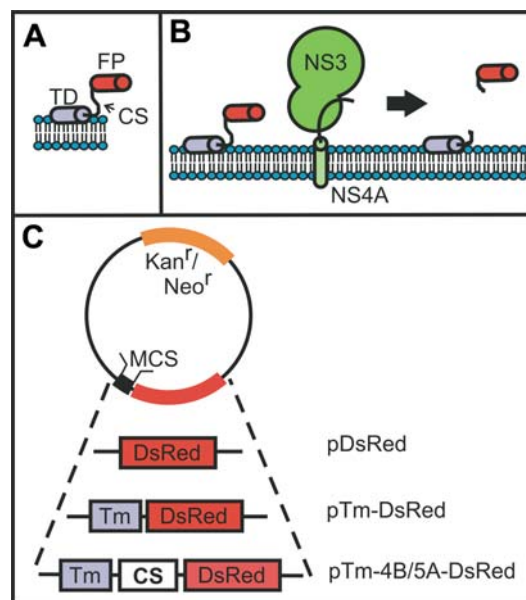 A
FP
TD
CS
B
NS3
NS4A
C
Kanʳ/
Neoʳ
MCS
DsRed pDsRed
Tm DsRed pTm-DsRed
Tm CS DsRed pTm-4B/5A-DsRed